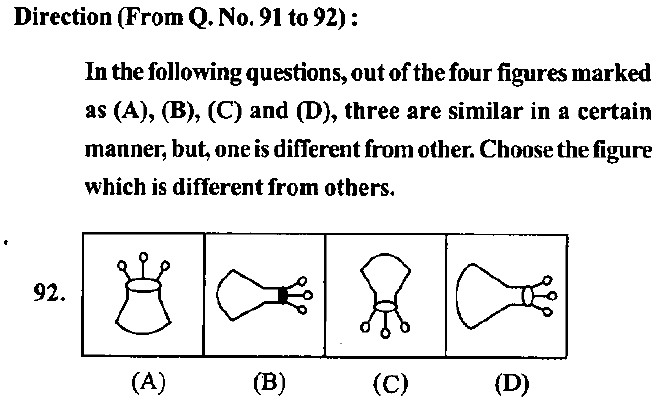 Direction (From Q. No. 91 to 92) :
In the following questions, out of the four figures marked
as (A), (B), (C) and (D), three are similar in a certain
manner, but, one is different from other. Choose the figure
which is different from others.
92.
(A) (B) (C) (D)